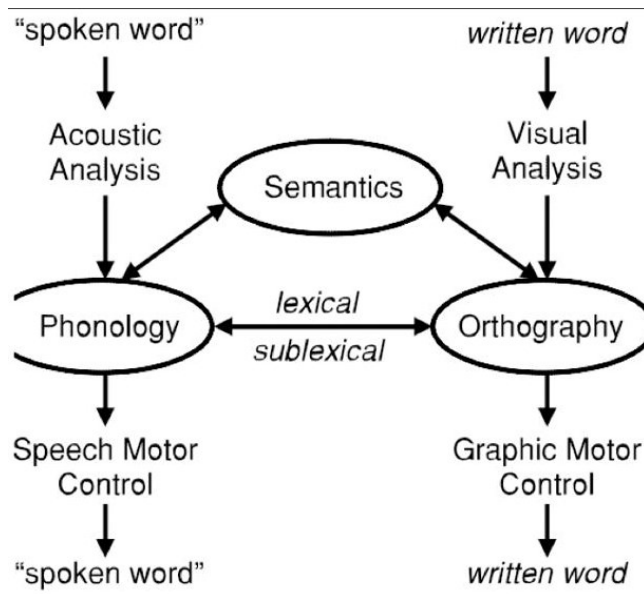 “spoken word”
written word
Acoustic
Analysis
Visual
Analysis
Semantics
Phonology
lexical
sublexical
Orthography
Speech Motor
Control
Graphic Motor
Control
“spoken word”
written word